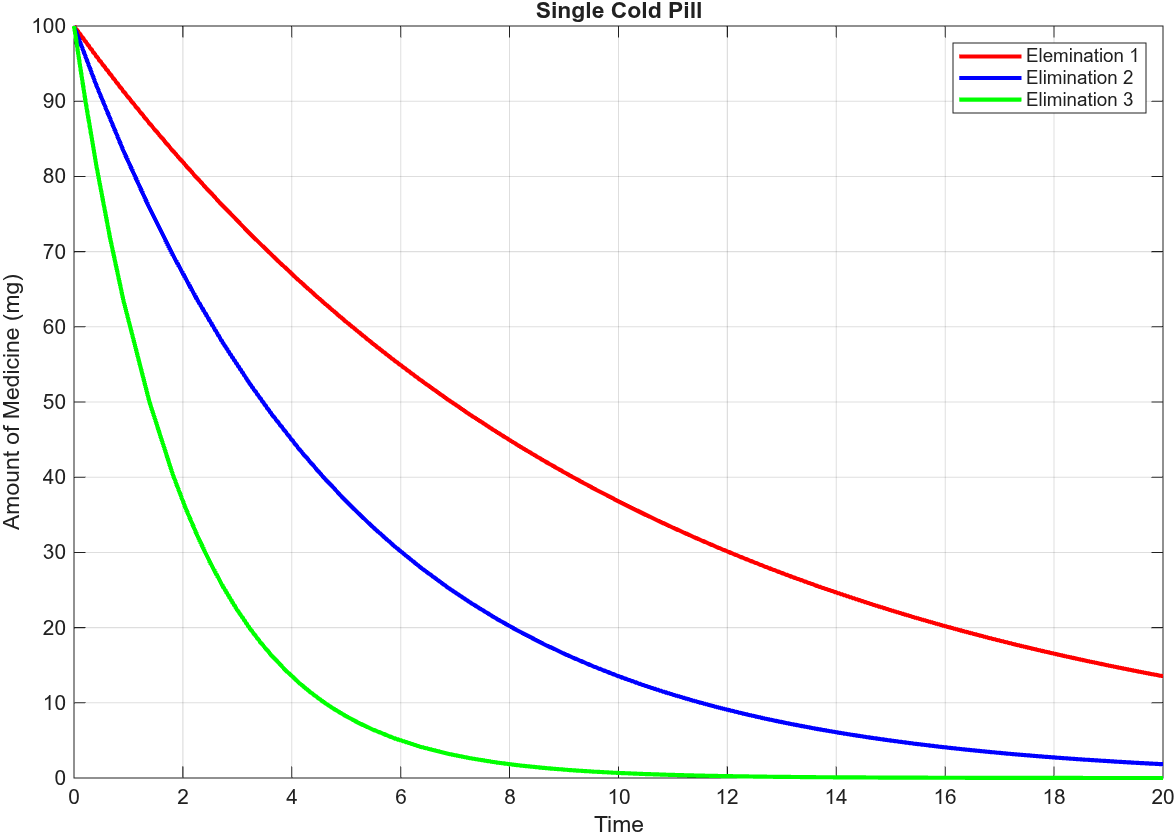 Single Cold Pill
Elemination 1
Elimination 2
Elimination 3
Amount of Medicine (mg)
100
90
80
70
60
50
40
30
20
10
0
0 2 4 6 8 10 12 14 16 18 20
Time